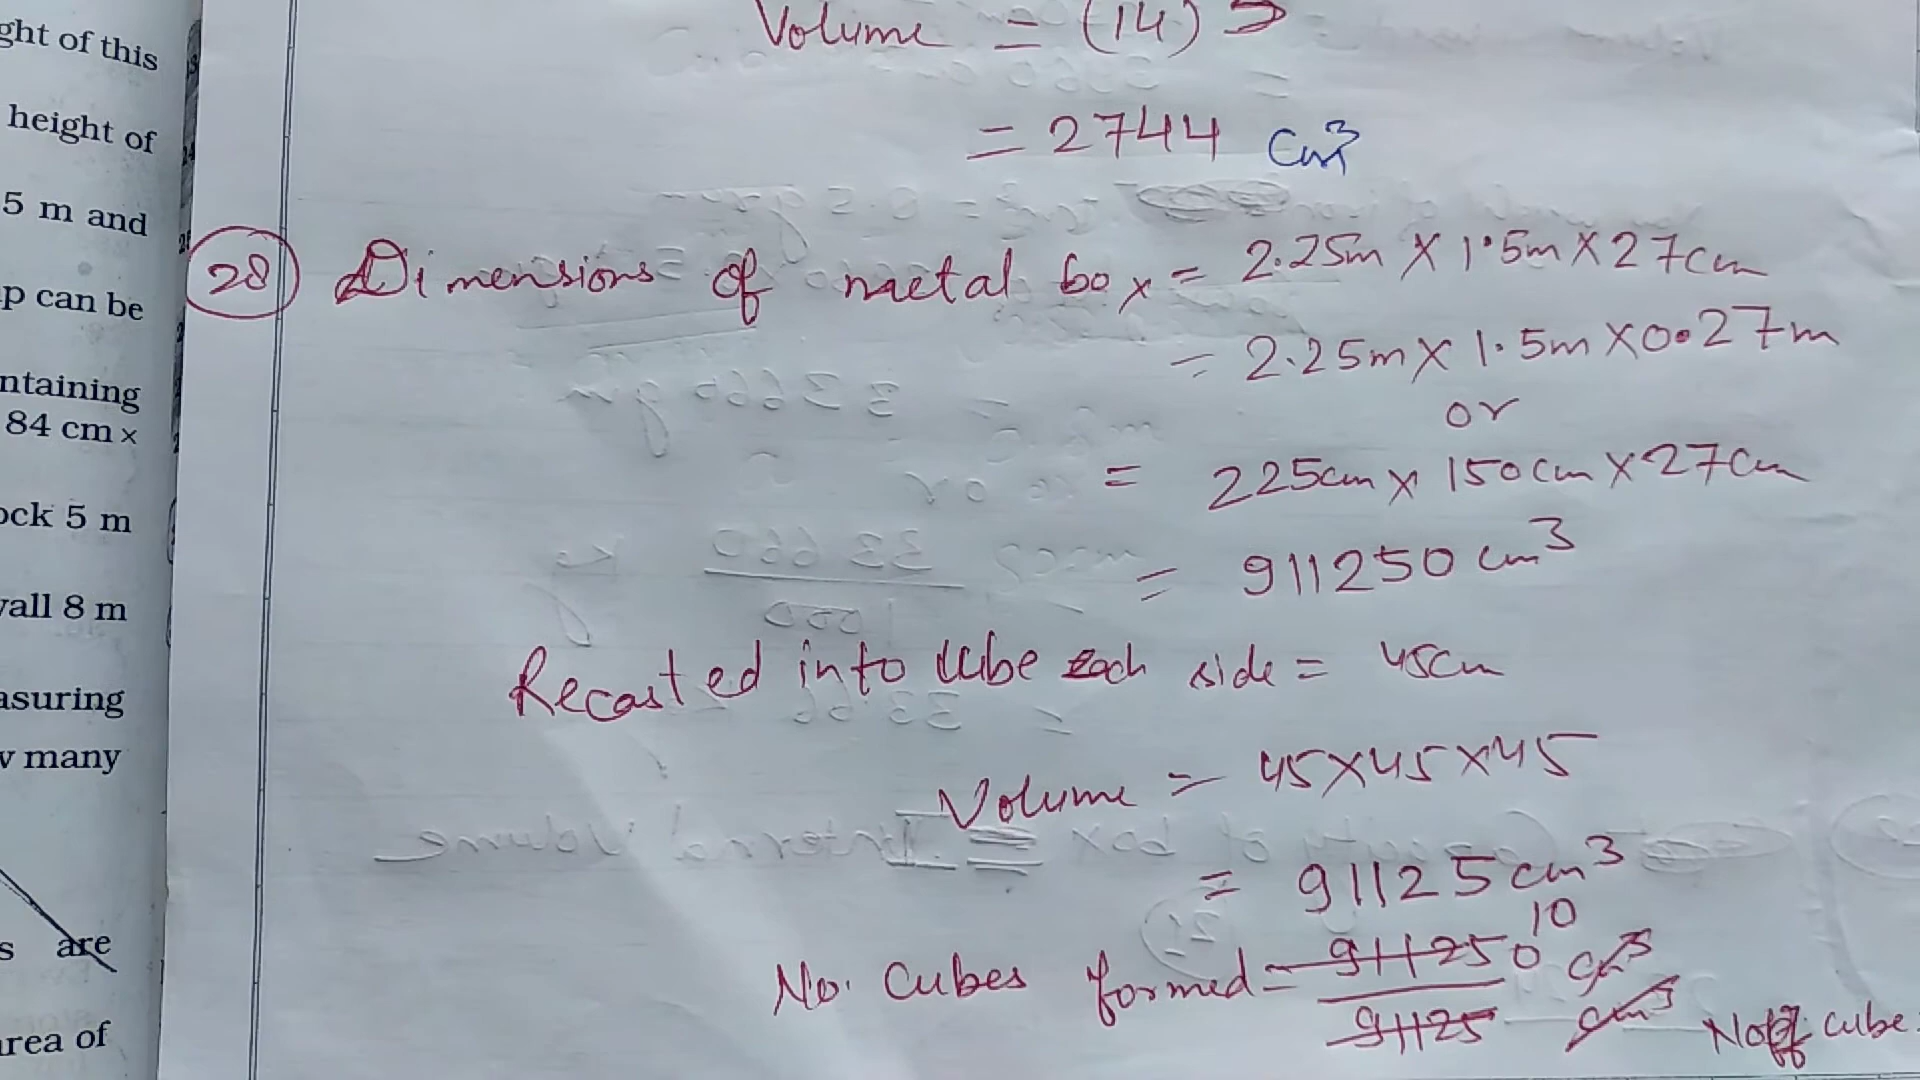 ght of this
height of
5 m and
p can be
ntaining
84 cm ×
ock 5 m
all 8 m
asuring
many
s are
rea of
Volume = (14)
= 2744 cm³
28 Dimensions of metal box = 2.25m × 1.5m × 27cm
= 2.25m × 1.5m × 0.27m
or
= 225cm × 150cm × 27cm
= 911250 cm³
Recasted into cube each side = 45cm
Volume = 45×45×45
= 91125 cm³
10
No. Cubes formed = 911250 cm³
91125 cm³ No of cube